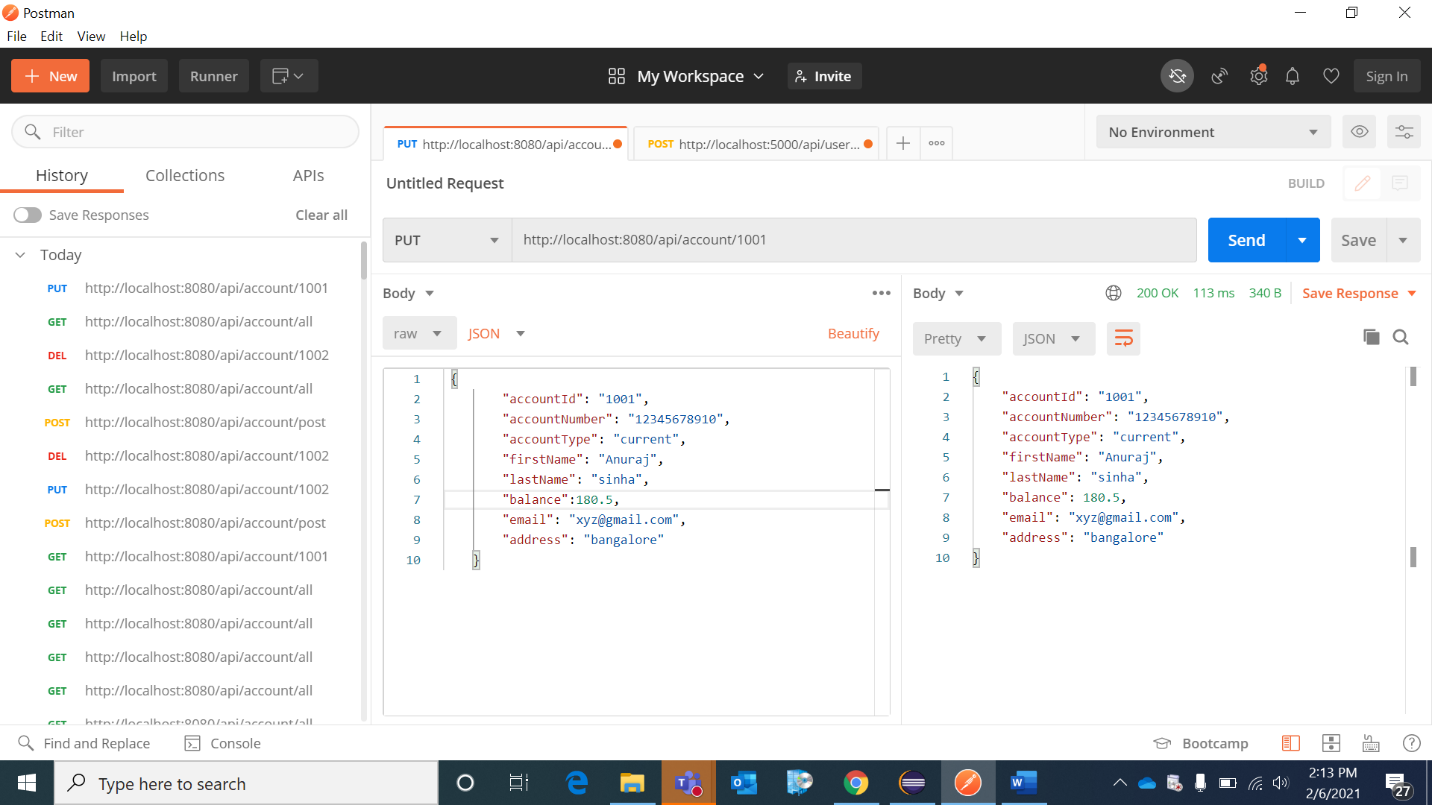 Postman
File Edit View Help
New Import Runner My Workspace Invite Sign In
Filter
History Collections APIs
Save Responses Clear all
Today
PUT http://localhost:8080/api/account/1001
GET http://localhost:8080/api/account/all
DEL http://localhost:8080/api/account/1002
GET http://localhost:8080/api/account/all
POST http://localhost:8080/api/account/post
DEL http://localhost:8080/api/account/1002
PUT http://localhost:8080/api/account/1002
POST http://localhost:8080/api/account/post
GET http://localhost:8080/api/account/1001
GET http://localhost:8080/api/account/all
GET http://localhost:8080/api/account/all
GET http://localhost:8080/api/account/all
GET http://localhost:8080/api/account/all
GET http://localhost:8080/api/account/all
PUT http://localhost:8080/api/accou... POST http://localhost:5000/api/user... No Environment
Untitled Request BUILD
PUT http://localhost:8080/api/account/1001 Send Save
Body
raw JSON Beautify
1 {
2 "accountId": "1001",
3 "accountNumber": "12345678910",
4 "accountType": "current",
5 "firstName": "Anuraj",
6 "lastName": "sinha",
7 "balance":180.5,
8 "email": "xyz@gmail.com",
9 "address": "bangalore"
10 }
Body 200 OK 113 ms 340 B Save Response
Pretty JSON
1 {
2 "accountId": "1001",
3 "accountNumber": "12345678910",
4 "accountType": "current",
5 "firstName": "Anuraj",
6 "lastName": "sinha",
7 "balance": 180.5,
8 "email": "xyz@gmail.com",
9 "address": "bangalore"
10 }
Find and Replace Console Bootcamp
Type here to search
2:13 PM
2/6/2021
27